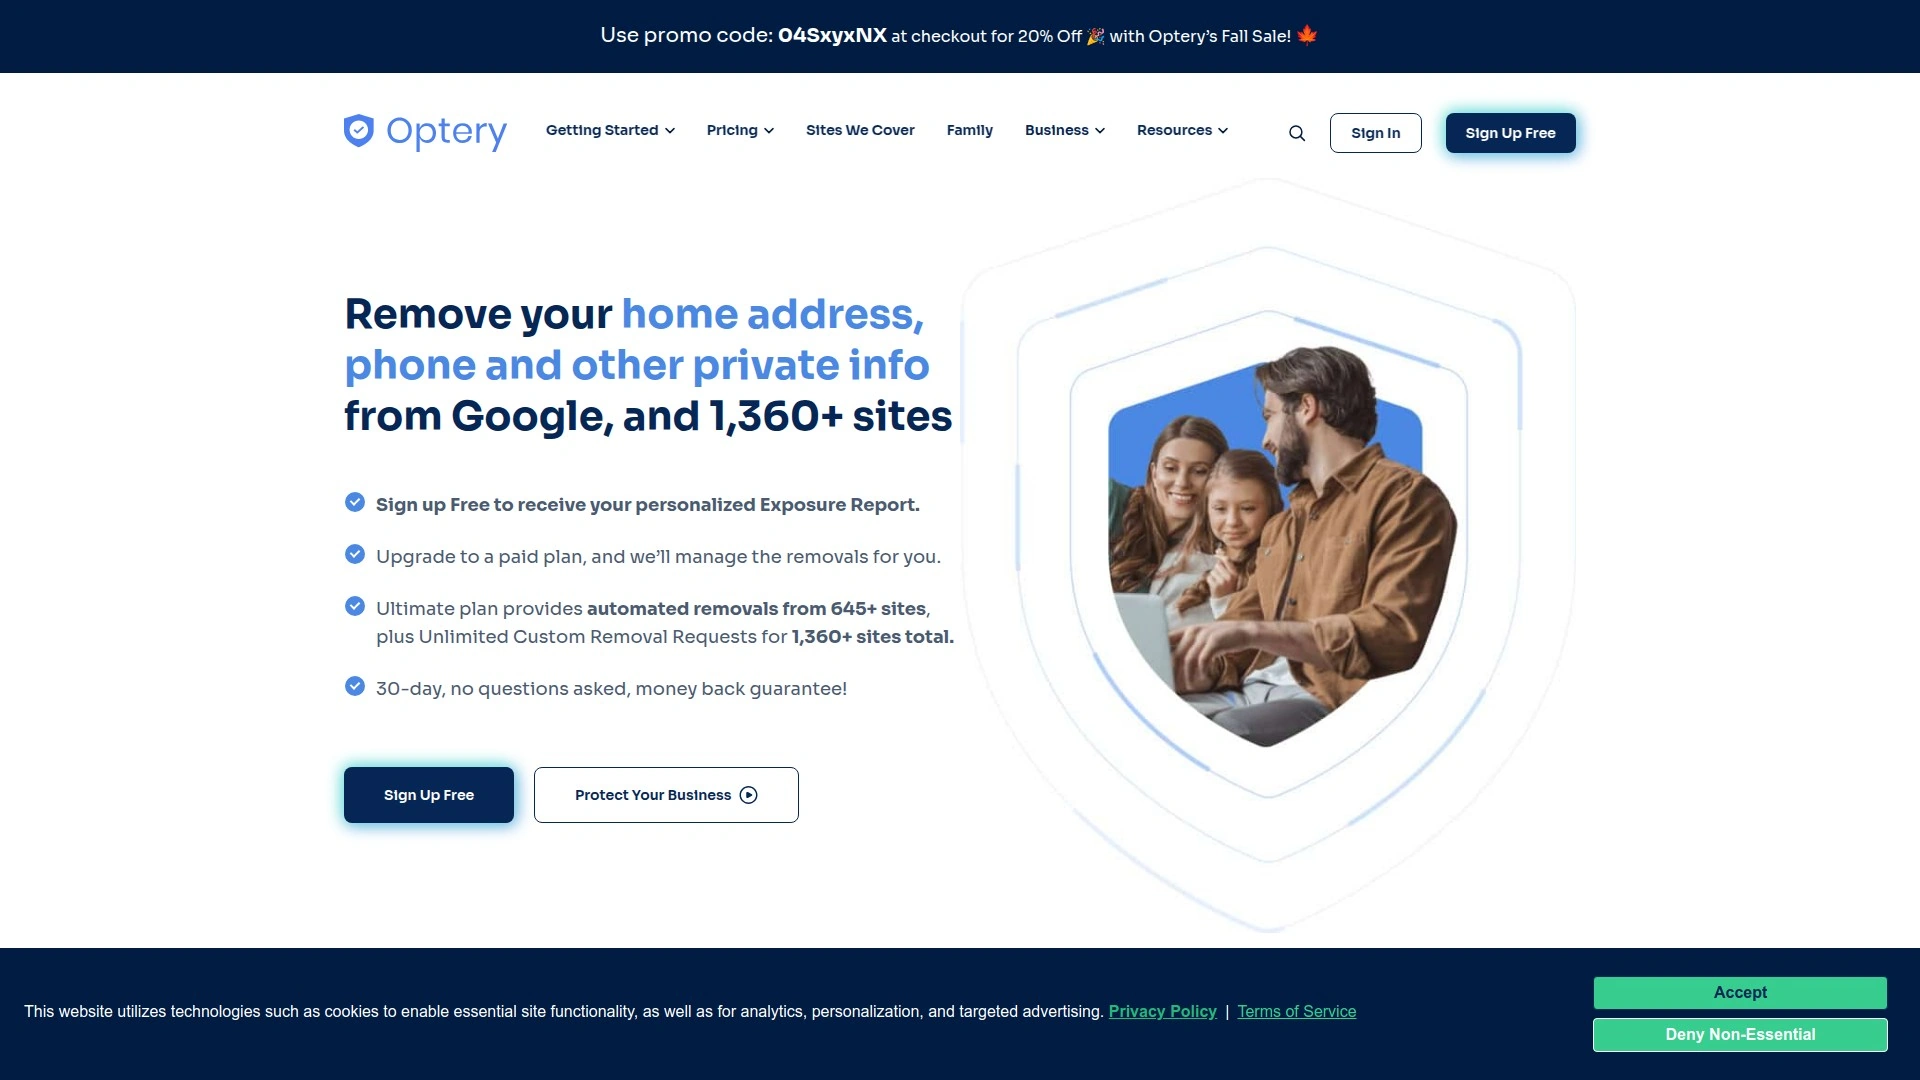 Use promo code: 04SxyxNX at checkout for 20% Off 🎉 with Optery's Fall Sale! 🍁
Optery
Getting Started
Pricing
Sites We Cover
Family
Business
Resources
Sign In
Sign Up Free
Remove your home address,
phone and other private info
from Google, and 1,360+ sites
Sign up Free to receive your personalized Exposure Report.
Upgrade to a paid plan, and we'll manage the removals for you.
Ultimate plan provides automated removals from 645+ sites,
plus Unlimited Custom Removal Requests for 1,360+ sites total.
30-day, no questions asked, money back guarantee!
Sign Up Free
Protect Your Business
This website utilizes technologies such as cookies to enable essential site functionality, as well as for analytics, personalization, and targeted advertising. Privacy Policy | Terms of Service
Accept
Deny Non-Essential